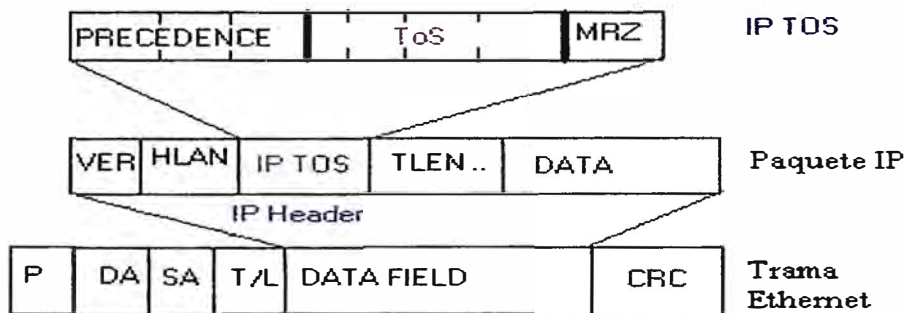 PRECEDENCE ToS MRZ IP TOS
VER HLAN IP TOS TLEN.. DATA Paquete IP
IP Header
P DA SA T/L DATA FIELD CRC Trama
Ethernet